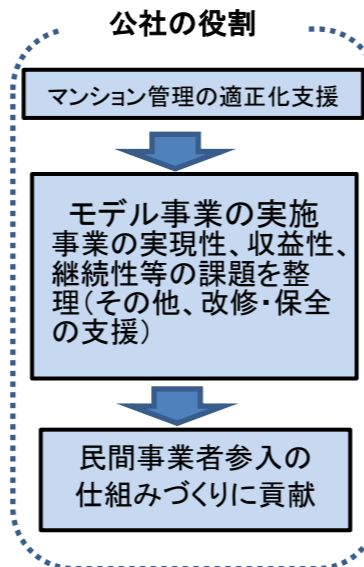 公社の役割
マンション管理の適正化支援
モデル事業の実施
事業の実現性、収益性、
継続性等の課題を整
理(その他、改修・保全
の支援)
民間事業者参入の
仕組みづくりに貢献